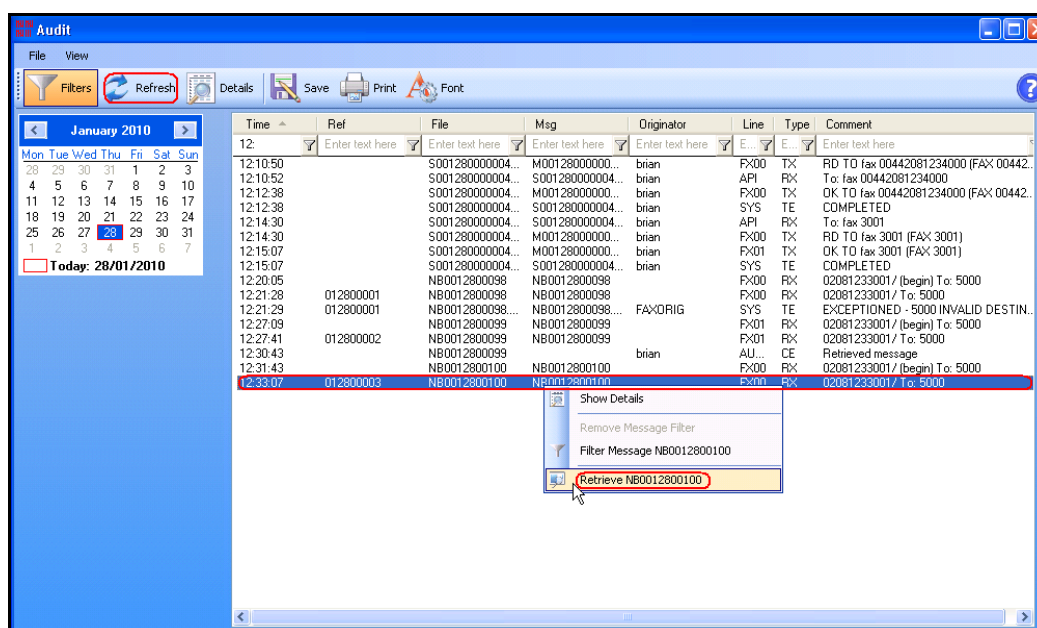 Audit
File View
Filters Refresh Details Save Print Font ?
January 2010
Mon Tue Wed Thu Fri Sat Sun
28 29 30 31 1 2 3
4 5 6 7 8 9 10
11 12 13 14 15 16 17
18 19 20 21 22 23 24
25 26 27 28 29 30 31
1 2 3 4 5 6 7
Today: 28/01/2010
Time Ref File Msg Originator Line Type Comment
12: Enter text here Enter text here Enter text here Enter text here E... E... Enter text here
12:10:50 S001280000004... M00128000000... brian FX00 TX RD TO fax 00442081234000 (FAX 00442...
12:10:52 S001280000004... S001280000004... brian API RX To: fax 00442081234000
12:12:38 S001280000004... M00128000000... brian FX00 TX OK TO fax 00442081234000 (FAX 00442...
12:12:38 S001280000004... S001280000004... brian SYS TE COMPLETED
12:14:30 S001280000004... S001280000004... brian API RX To: fax 3001
12:14:30 S001280000004... M00128000000... brian FX00 TX RD TO fax 3001 (FAX 3001)
12:15:07 S001280000004... M00128000000... brian FX01 TX OK TO fax 3001 (FAX 3001)
12:15:07 S001280000004... S001280000004... brian SYS TE COMPLETED
12:20:05 NB0012800098 NB0012800098 FX00 RX 02081233001/ (begin) To: 5000
12:21:28 012800001 NB0012800098 NB0012800098 FX00 RX 02081233001/ To: 5000
12:21:29 012800001 NB0012800098.... NB0012800098.... FAXORIG SYS TE EXCEPTIONED - 5000 INVALID DESTIN...
12:27:09 NB0012800099 NB0012800099 FX01 RX 02081233001/ (begin) To: 5000
12:27:41 012800002 NB0012800099 NB0012800099 FX01 RX 02081233001/ To: 5000
12:30:43 NB0012800099 brian AU... CE Retrieved message
12:31:43 NB0012800100 NB0012800100 FX00 RX 02081233001/ (begin) To: 5000
12:33:07 012800003 NB0012800100 NB0012800100 FX00 RX 02081233001/ To: 5000
Show Details
Remove Message Filter
Filter Message NB0012800100
Retrieve NB0012800100